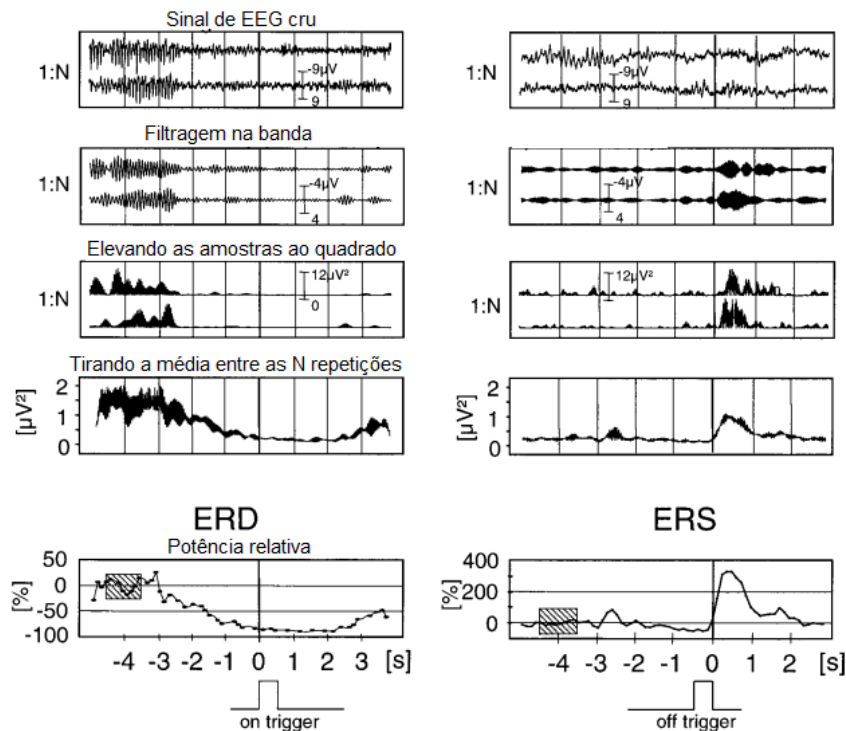 Sinal de EEG cru
1:N
-9µV
9
1:N
-9µV
9
Filtragem na banda
1:N
-4µV
4
1:N
-4µV
4
Elevando as amostras ao quadrado
1:N
12µV²
0
1:N
12µV²
Tirando a média entre as N repetições
[µV²]
2
1
0
[µV²]
2
1
0
ERD
Potência relativa
[%]
50
0
-50
-100
-4 -3 -2 -1 0 1 2 3 [s]
on trigger
ERS
[%]
400
200
0
-4 -3 -2 -1 0 1 2 [s]
off trigger